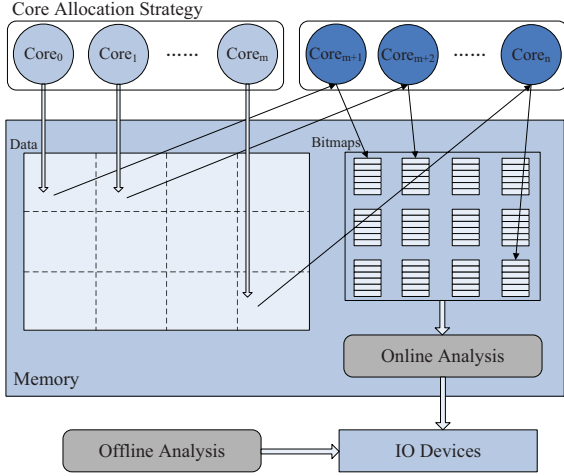 Core Allocation Strategy
Core₀ Core₁ ...... Coreₘ Coreₘ₊₁ Coreₘ₊₂ ...... Coreₙ
Data Bitmaps
Online Analysis
Memory
Offline Analysis IO Devices